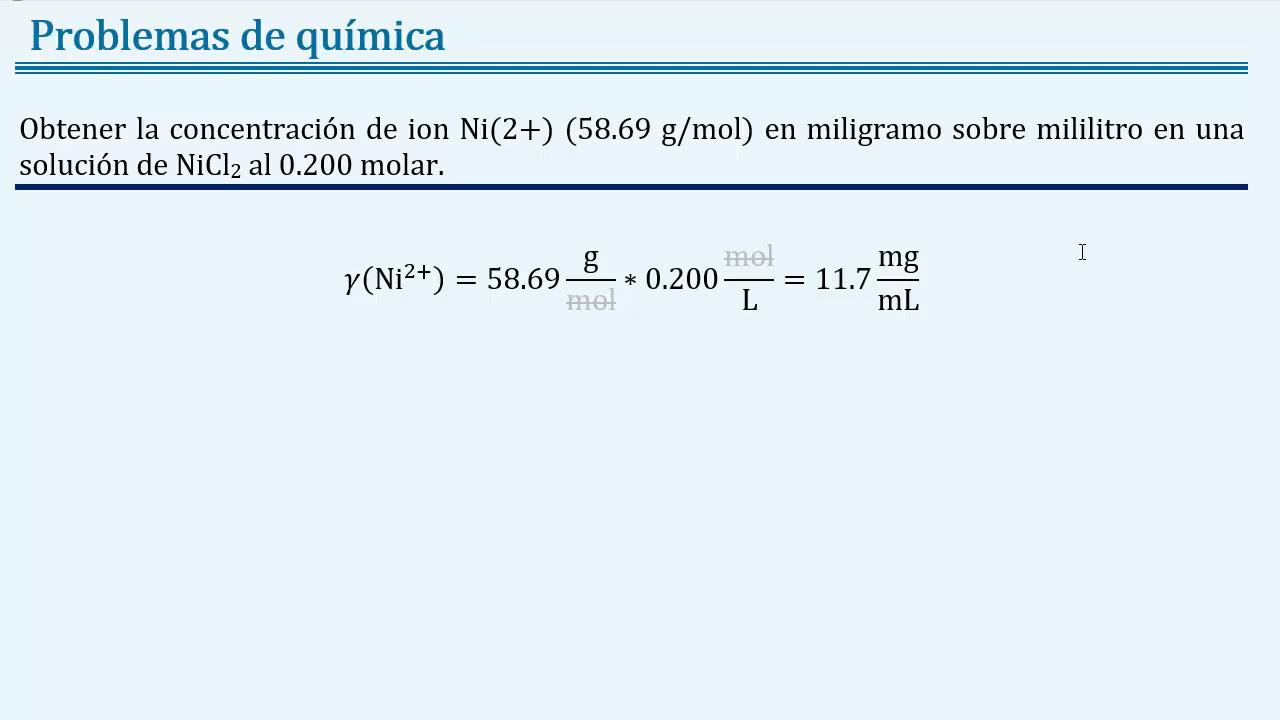 Problemas de química
Obtener la concentración de ion Ni(2+) (58.69 g/mol) en miligramo sobre mililitro en una
solución de NiCl₂ al 0.200 molar.
γ(Ni²⁺) = 58.69 g/mol ∗ 0.200 mol/L = 11.7 mg/mL